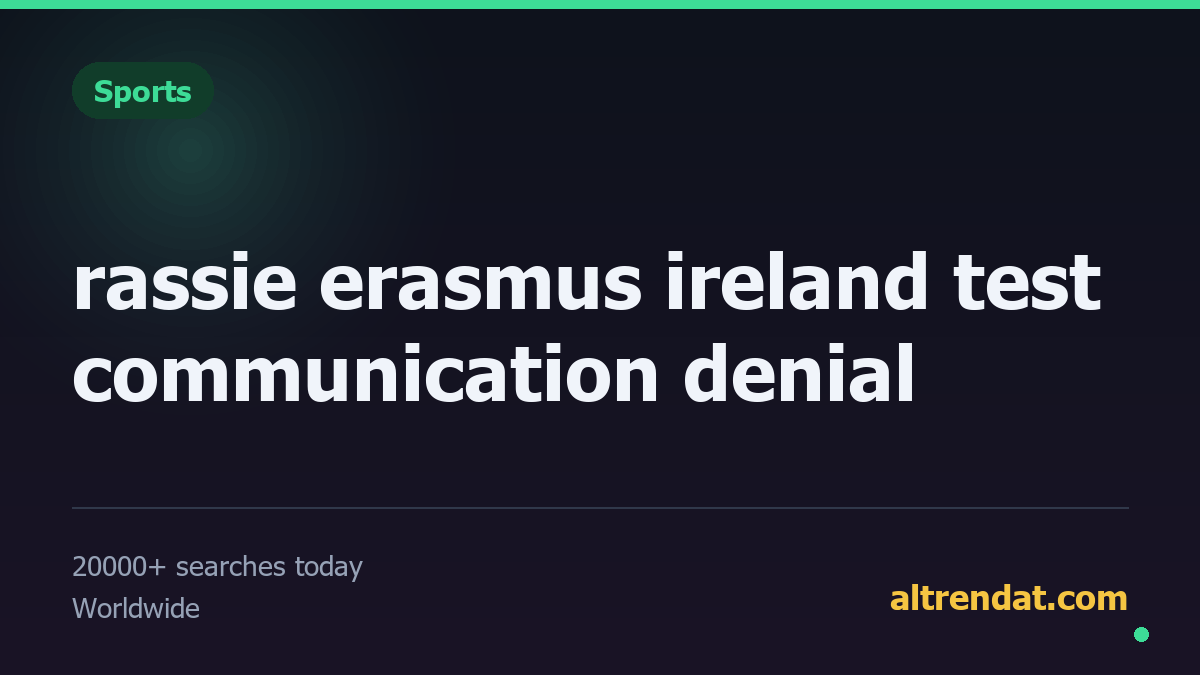 Sports
rassie erasmus ireland test
communication denial
20000+ searches today
Worldwide
altrendat.com